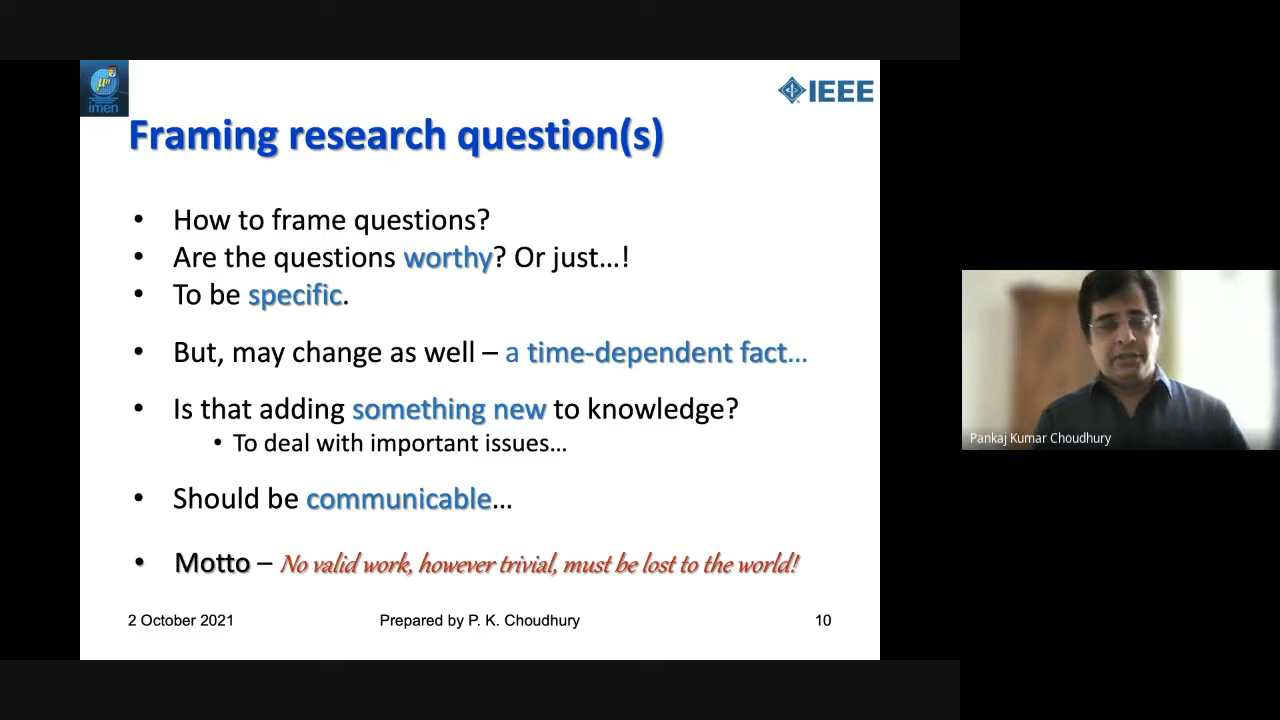 μη
imen
IEEE
Framing research question(s)
• How to frame questions?
• Are the questions worthy? Or just...!
• To be specific.
• But, may change as well – a time-dependent fact...
• Is that adding something new to knowledge?
• To deal with important issues...
• Should be communicable...
• Motto – No valid work, however trivial, must be lost to the world!
2 October 2021 Prepared by P. K. Choudhury 10
Pankaj Kumar Choudhury